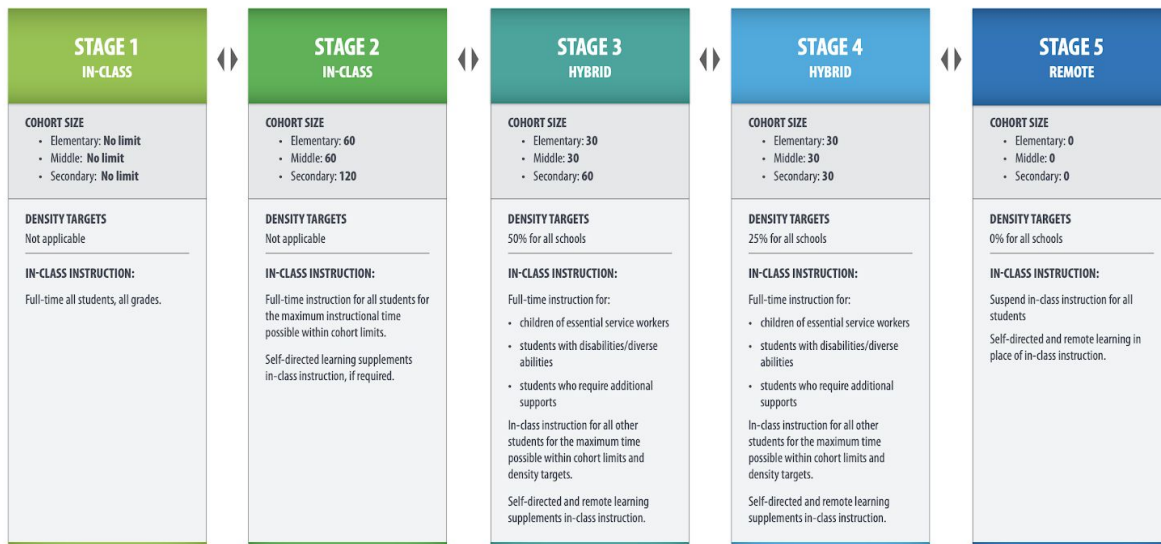 STAGE 1
IN-CLASS
COHORT SIZE
• Elementary: No limit
• Middle: No limit
• Secondary: No limit
DENSITY TARGETS
Not applicable
IN-CLASS INSTRUCTION:
Full-time all students, all grades.
STAGE 2
IN-CLASS
COHORT SIZE
• Elementary: 60
• Middle: 60
• Secondary: 120
DENSITY TARGETS
Not applicable
IN-CLASS INSTRUCTION:
Full-time instruction for all students for
the maximum instructional time
possible within cohort limits.
Self-directed learning supplements
in-class instruction, if required.
STAGE 3
HYBRID
COHORT SIZE
• Elementary: 30
• Middle: 30
• Secondary: 60
DENSITY TARGETS
50% for all schools
IN-CLASS INSTRUCTION:
Full-time instruction for:
• children of essential service workers
• students with disabilities/diverse
abilities
• students who require additional
supports
In-class instruction for all other
students for the maximum time
possible within cohort limits and
density targets.
Self-directed and remote learning
supplements in-class instruction.
STAGE 4
HYBRID
COHORT SIZE
• Elementary: 30
• Middle: 30
• Secondary: 30
DENSITY TARGETS
25% for all schools
IN-CLASS INSTRUCTION:
Full-time instruction for:
• children of essential service workers
• students with disabilities/diverse
abilities
• students who require additional
supports
In-class instruction for all other
students for the maximum time
possible within cohort limits and
density targets.
Self-directed and remote learning
supplements in-class instruction.
STAGE 5
REMOTE
COHORT SIZE
• Elementary: 0
• Middle: 0
• Secondary: 0
DENSITY TARGETS
0% for all schools
IN-CLASS INSTRUCTION:
Suspend in-class instruction for all
students
Self-directed and remote learning in
place of in-class instruction.